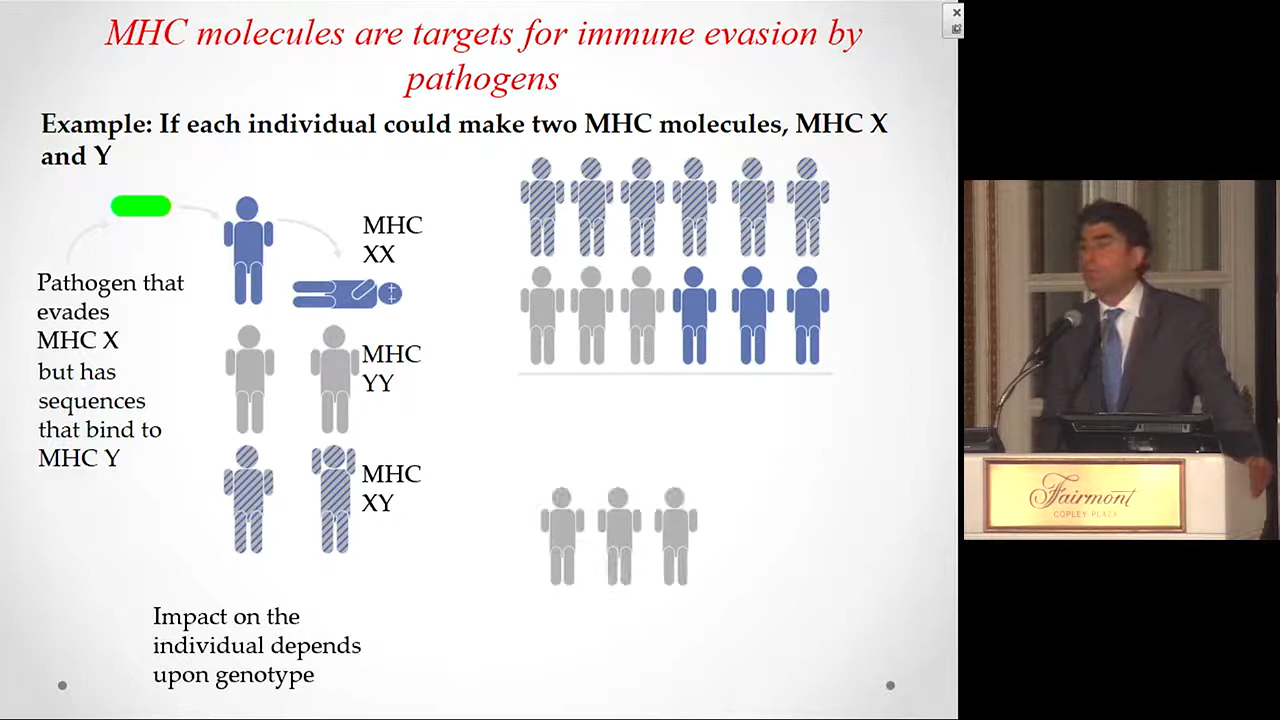 MHC molecules are targets for immune evasion by
pathogens
Example: If each individual could make two MHC molecules, MHC X
and Y
MHC
XX
Pathogen that
evades
MHC X
but has
sequences
that bind to
MHC Y
MHC
YY
MHC
XY
Impact on the
individual depends
upon genotype
Fairmont
COPLEY PLAZA